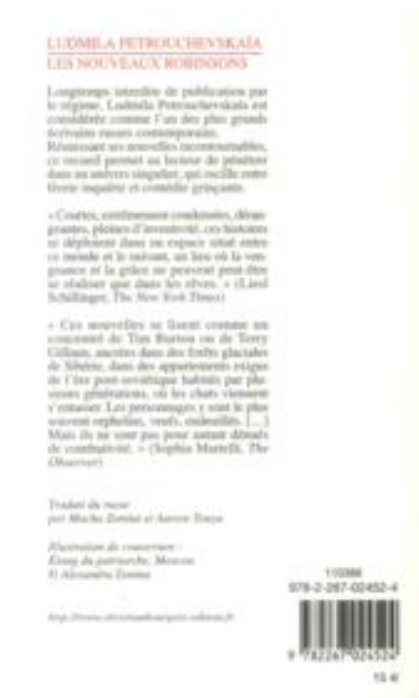 LUDMILA PETROUCHEVSKAÏA
LES NOUVEAUX ROBINSONS
Longtemps interdite de publication par
le régime, Ludmila Petrouchevskaïa est
considérée comme l'un des plus grands
écrivains russes contemporains.
Réunissant ses nouvelles incontournables,
ce recueil permet au lecteur de pénétrer
dans un univers singulier, qui oscille entre
féerie inquiète et comédie grinçante.
« Courtes, extrêmement condensées, déran-
geantes, pleines d'inventivité, ces histoires
se déploient dans un espace situé entre
ce monde et le suivant, un lieu où la ven-
geance et la grâce ne peuvent peut-être
se réaliser que dans les rêves. » (Liesl
Schillinger, The New York Times)
« Ces nouvelles se lisent comme un
concentré de Tim Burton ou de Terry
Gilliam, ancrées dans des forêts glaciales
de Sibérie, dans des appartements exigus
de l'ère post-soviétique habités par plu-
sieurs générations, où les chats viennent
s'entasser. Les personnages y sont le plus
souvent orphelins, veufs, endeuillés. [...]
Mais ils ne sont pas pour autant dénués
de combativité. » (Sophia Martelli, The
Observer)
Traduit du russe
par Macha Zonina et Aurore Touya
Illustration de couverture :
Étang du patriarche, Moscou
© Alexandra Zonina
110386
978-2-267-02452-4
9 782267 024524
15 €